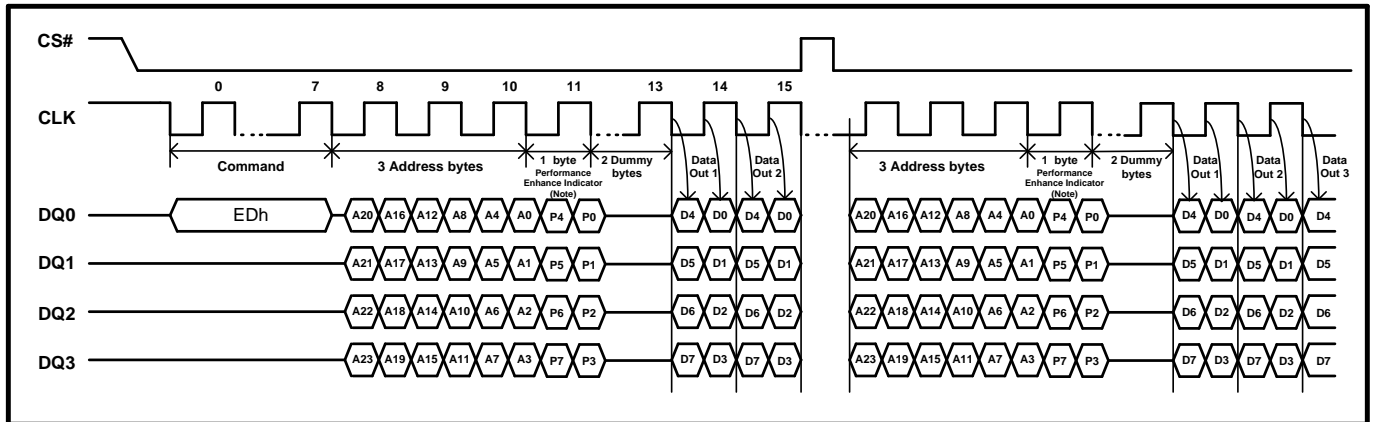 CS#
0 7 8 9 10 11 13 14 15
CLK
Command 3 Address bytes 1 byte Performance Enhance Indicator (Note) 2 Dummy bytes Data Out 1 Data Out 2 3 Address bytes 1 byte Performance Enhance Indicator (Note) 2 Dummy bytes Data Out 1 Data Out 2 Data Out 3
DQ0 EDh A20 A16 A12 A8 A4 A0 P4 P0 D4 D0 D4 D0 A20 A16 A12 A8 A4 A0 P4 P0 D4 D0 D4 D0 D4
DQ1 A21 A17 A13 A9 A5 A1 P5 P1 D5 D1 D5 D1 A21 A17 A13 A9 A5 A1 P5 P1 D5 D1 D5 D1 D5
DQ2 A22 A18 A14 A10 A6 A2 P6 P2 D6 D2 D6 D2 A22 A18 A14 A10 A6 A2 P6 P2 D6 D2 D6 D2 D6
DQ3 A23 A19 A15 A11 A7 A3 P7 P3 D7 D3 D7 D3 A23 A19 A15 A11 A7 A3 P7 P3 D7 D3 D7 D3 D7